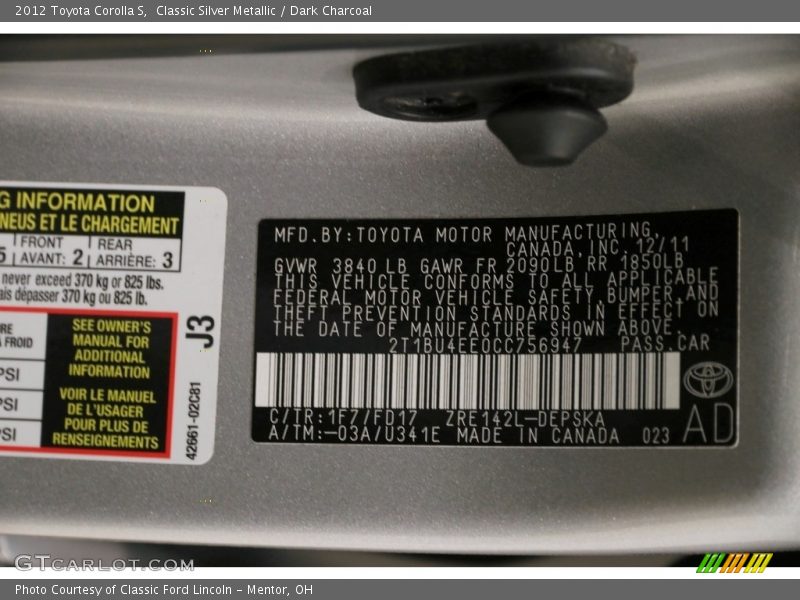 2012 Toyota Corolla S, Classic Silver Metallic / Dark Charcoal
G INFORMATION
NEUS ET LE CHARGEMENT
5 FRONT REAR
AVANT: 2 ARRIÈRE: 3
never exceed 370 kg or 825 lbs.
ais dépasser 370 kg ou 825 lb.
RE
À FROID
PSI
PSI
PSI
SEE OWNER'S
MANUAL FOR
ADDITIONAL
INFORMATION
VOIR LE MANUEL
DE L'USAGER
POUR PLUS DE
RENSEIGNEMENTS
J3
42661-02C81
MFD.BY:TOYOTA MOTOR MANUFACTURING,
CANADA,INC.12/11
GVWR 3840 LB GAWR FR 2090LB RR 1850LB
THIS VEHICLE CONFORMS TO ALL APPLICABLE
FEDERAL MOTOR VEHICLE SAFETY,BUMPER,AND
THEFT PREVENTION STANDARDS IN EFFECT ON
THE DATE OF MANUFACTURE SHOWN ABOVE.
2T1BU4EE0CC756947 PASS.CAR
C/TR:1F7/FD17 ZRE142L-DEPSKA
A/TM:-03A/U341E MADE IN CANADA 023
AD
GTCARLOT.COM
Photo Courtesy of Classic Ford Lincoln - Mentor, OH